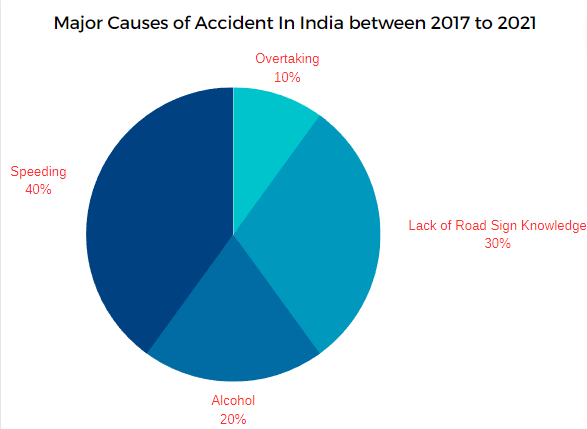 Major Causes of Accident In India between 2017 to 2021
Overtaking
10%
Speeding
40%
Lack of Road Sign Knowledge
30%
Alcohol
20%